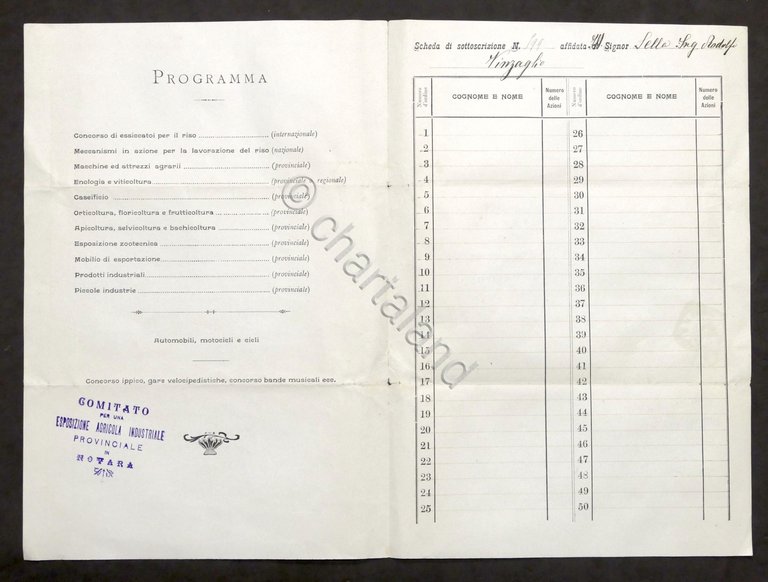 PROGRAMMA
Concorso di essiccatoi per il riso (internazionale)
Meccanismi in azione per la lavorazione del riso (nazionale)
Macchine ed attrezzi agrarii (provinciale)
Enologia e viticoltura (provinciale e regionale)
Caseificio (provinciale)
Orticoltura, floricoltura e frutticoltura (provinciale)
Apicoltura, selvicoltura e bachicoltura (provinciale)
Esposizione zootecnica (provinciale)
Mobilio di esportazione (provinciale)
Prodotti industriali (provinciale)
Piccole industrie (provinciale)
Automobili, motocicli e cicli
Concorso ippico, gare velocipedistiche, concorso bande musicali ecc.
COMITATO
PER UNA
ESPOSIZIONE AGRICOLA INDUSTRIALE
PROVINCIALE
IN
NOVARA
Scheda di sottoscrizione N. affidata Signor Sella Ing. Rodolfo
Vinzaglio
Numero d'ordine COGNOME E NOME Numero delle Azioni Numero d'ordine COGNOME E NOME Numero delle Azioni
1 26
2 27
3 28
4 29
5 30
6 31
7 32
8 33
9 34
10 35
11 36
12 37
13 38
14 39
15 40
16 41
17 42
18 43
19 44
20 45
21 46
22 47
23 48
24 49
25 50
© chartaland